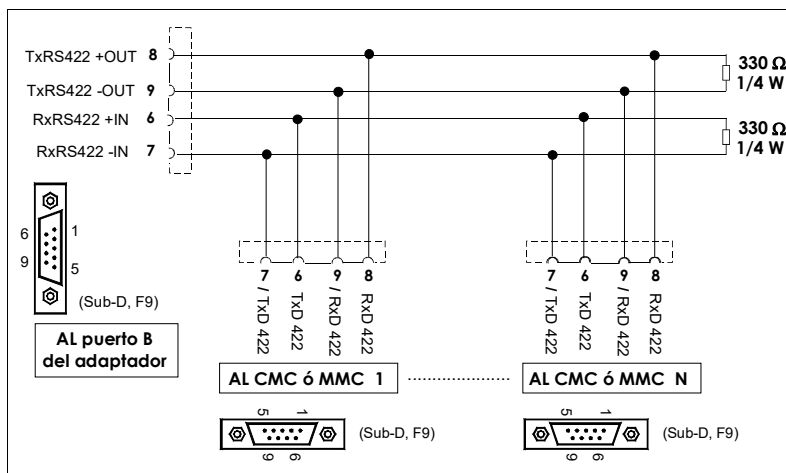 TxRS422 +OUT 8
TxRS422 -OUT 9
RxRS422 +IN 6
RxRS422 -IN 7
330 Ω
1/4 W
330 Ω
1/4 W
6
1
9
5
(Sub-D, F9)
AL puerto B
del adaptador
7 / TxD 422
6 TxD 422
9 / RxD 422
8 RxD 422
7 / TxD 422
6 TxD 422
9 / RxD 422
8 RxD 422
AL CMC ó MMC 1
AL CMC ó MMC N
5 1
(Sub-D, F9)
9 6
5 1
(Sub-D, F9)
9 6